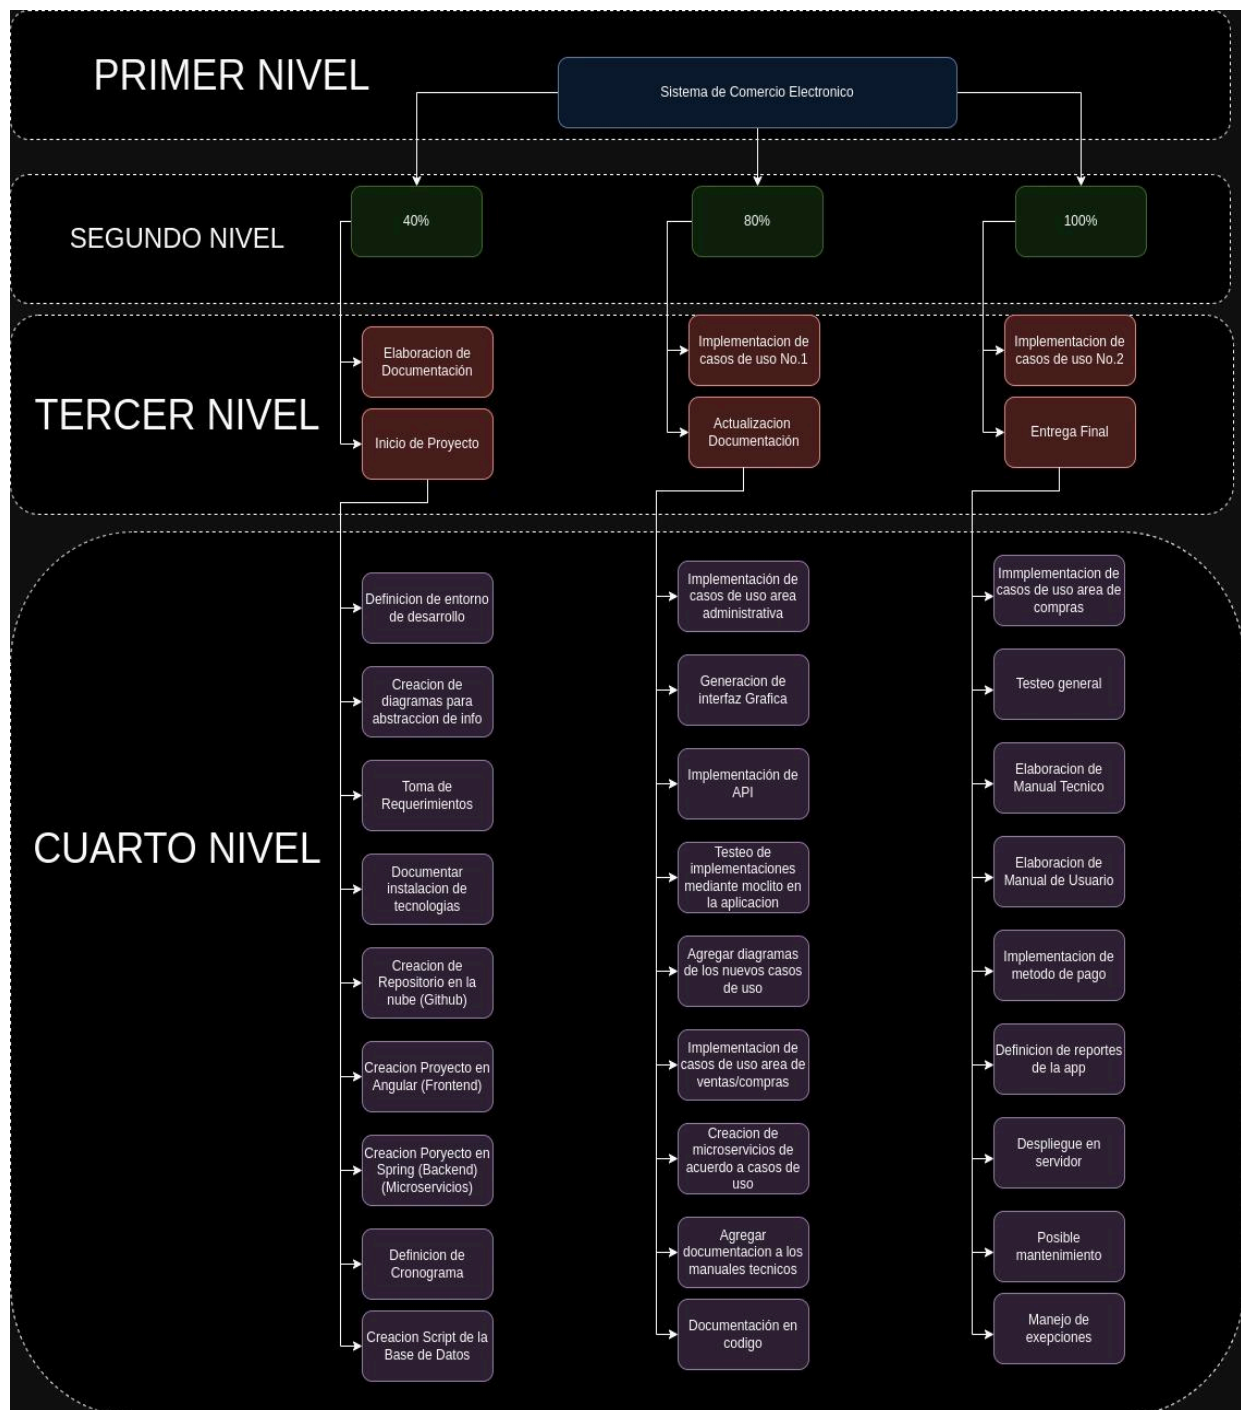 PRIMER NIVEL
Sistema de Comercio Electronico
SEGUNDO NIVEL
40%
80%
100%
TERCER NIVEL
Elaboracion de
Documentación
Inicio de Proyecto
Implementacion de
casos de uso No.1
Actualizacion
Documentación
Implementacion de
casos de uso No.2
Entrega Final
CUARTO NIVEL
Definicion de entorno
de desarrollo
Creacion de
diagramas para
abstraccion de info
Toma de
Requerimientos
Documentar
instalacion de
tecnologias
Creacion de
Repositorio en la
nube (Github)
Creacion Proyecto en
Angular (Frontend)
Creacion Poryecto en
Spring (Backend)
(Microservicios)
Definicion de
Cronograma
Creacion Script de la
Base de Datos
Implementación de
casos de uso area
administrativa
Generacion de
interfaz Grafica
Implementación de
API
Testeo de
implementaciones
mediante moclito en
la aplicacion
Agregar diagramas
de los nuevos casos
de uso
Implementacion de
casos de uso area de
ventas/compras
Creacion de
microservicios de
acuerdo a casos de
uso
Agregar
documentacion a los
manuales tecnicos
Documentación en
codigo
Immplementacion de
casos de uso area de
compras
Testeo general
Elaboracion de
Manual Tecnico
Elaboracion de
Manual de Usuario
Implementacion de
metodo de pago
Definicion de reportes
de la app
Despliegue en
servidor
Posible
mantenimiento
Manejo de
exepciones